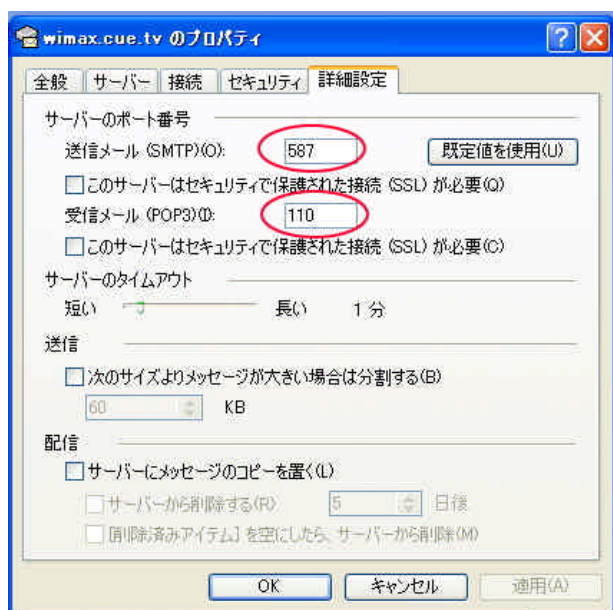 wimax.cue.tv のプロパティ
全般 サーバー 接続 セキュリティ 詳細設定
サーバーのポート番号
送信メール (SMTP)(O): 587 既定値を使用(U)
このサーバーはセキュリティで保護された接続 (SSL) が必要(Q)
受信メール (POP3)(I): 110
このサーバーはセキュリティで保護された接続 (SSL) が必要(C)
サーバーのタイムアウト
短い 長い 1 分
送信
次のサイズよりメッセージが大きい場合は分割する(B)
60 KB
配信
サーバーにメッセージのコピーを置く(L)
サーバーから削除する(R) 5 日後
[削除済みアイテム] を空にしたら、サーバーから削除(M)
OK キャンセル 適用(A)